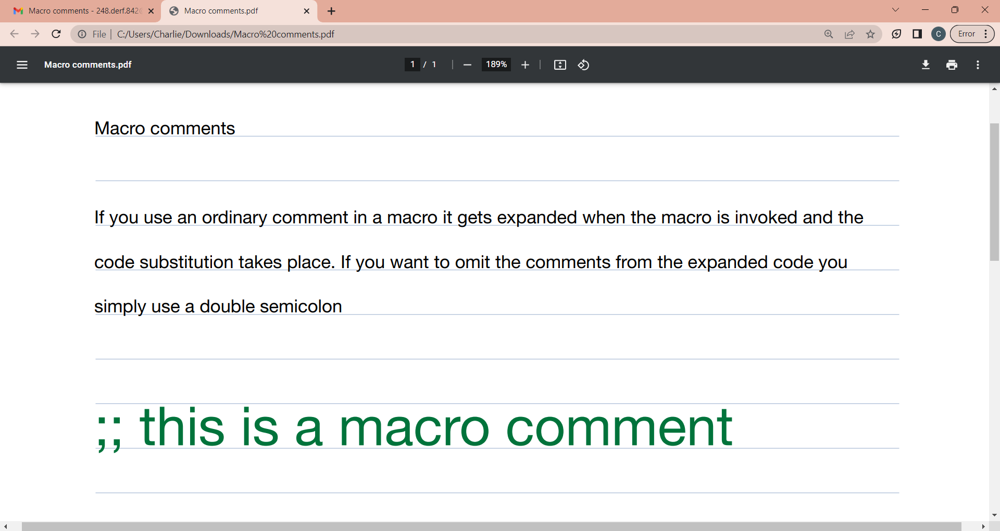 Macro comments - 248.derf.842
Macro comments.pdf
File
C:/Users/Charlie/Downloads/Macro%20comments.pdf
C
Error
Macro comments.pdf
1 / 1
189%
Macro comments
If you use an ordinary comment in a macro it gets expanded when the macro is invoked and the
code substitution takes place. If you want to omit the comments from the expanded code you
simply use a double semicolon
;; this is a macro comment